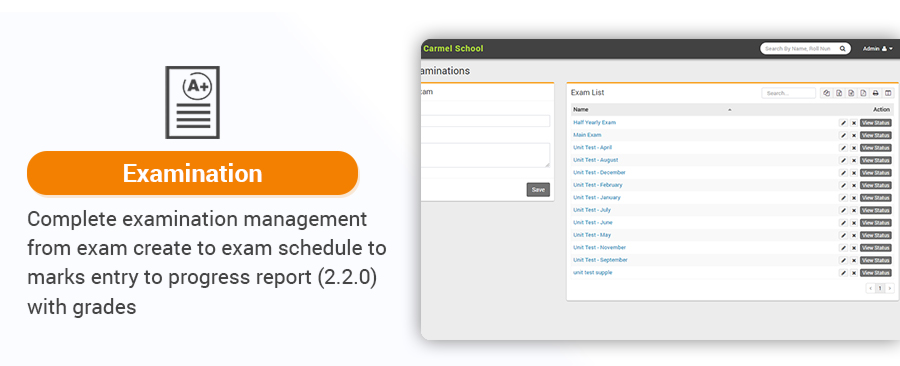 A+
Examination
Complete examination management
from exam create to exam schedule to
marks entry to progress report (2.2.0)
with grades
Carmel School
Search By Name, Roll Num
Admin
aminations
xam
Save
Exam List
Search...
Name Action
Half Yearly Exam View Status
Main Exam View Status
Unit Test - April View Status
Unit Test - August View Status
Unit Test - December View Status
Unit Test - February View Status
Unit Test - January View Status
Unit Test - July View Status
Unit Test - June View Status
Unit Test - May View Status
Unit Test - November View Status
Unit Test - September View Status
unit test supple View Status
‹ 1 ›